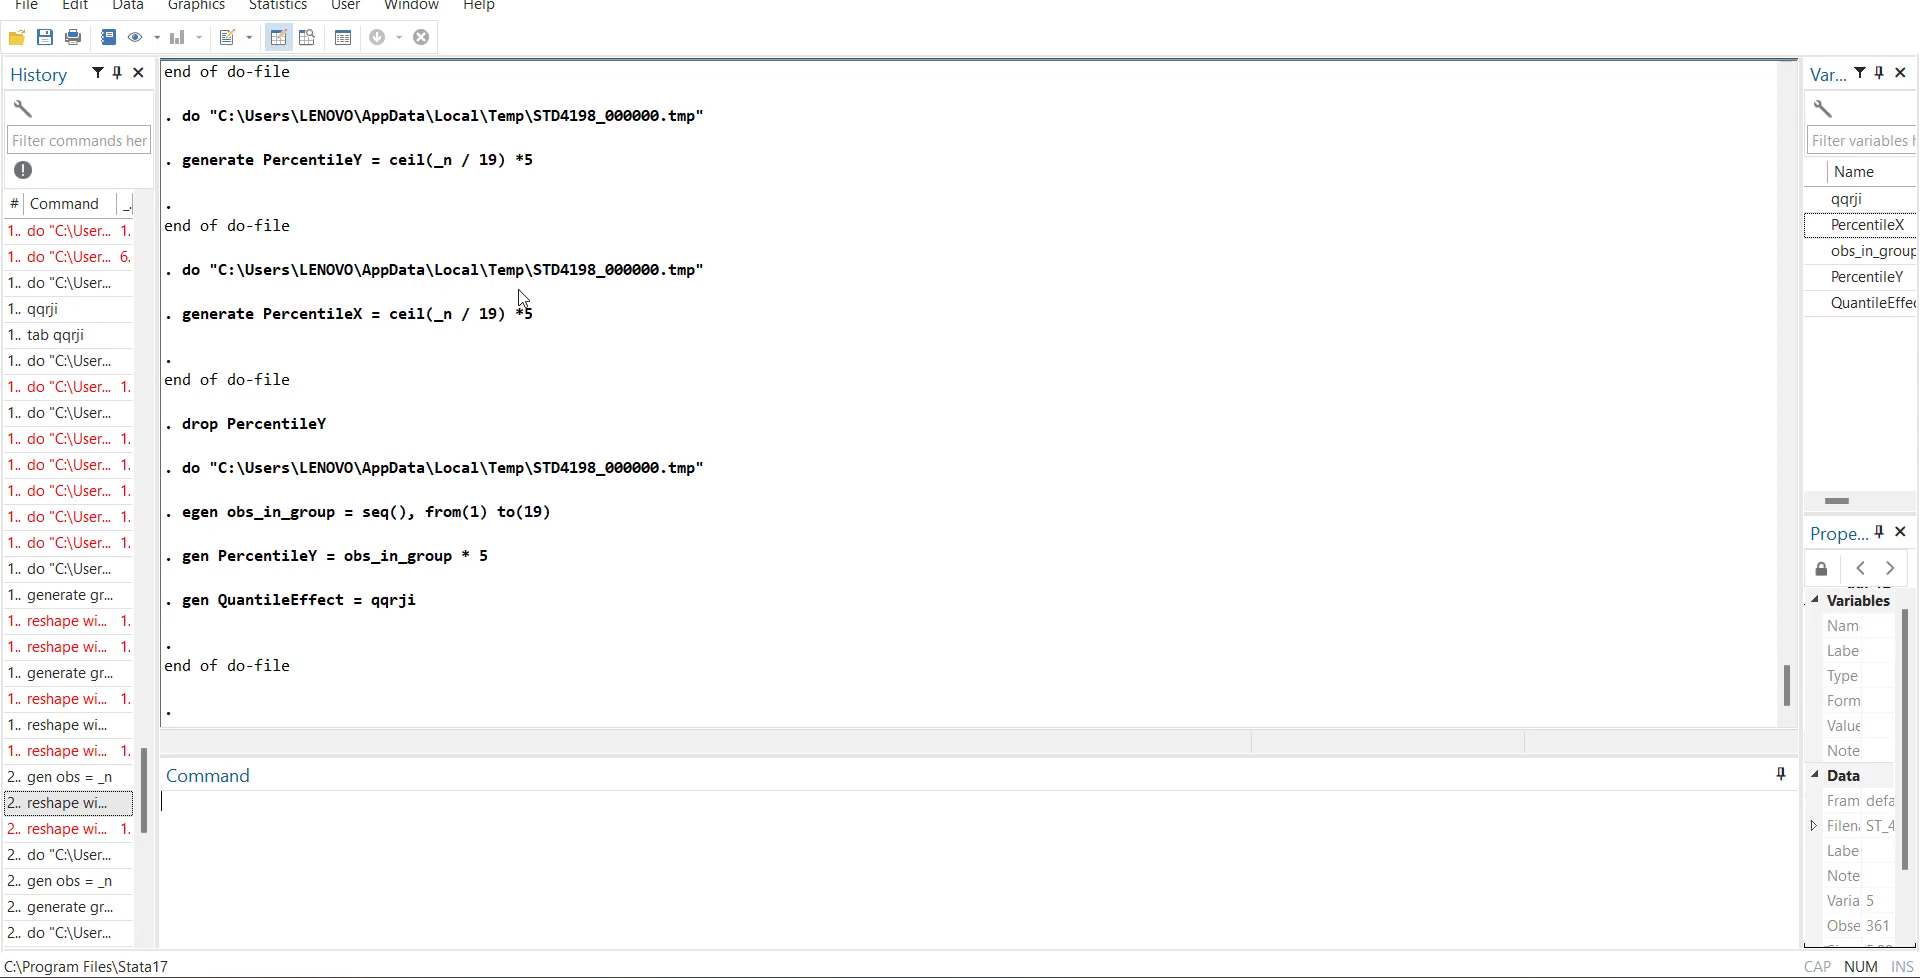 File Edit Data Graphics Statistics User Window Help
History
Filter commands her
# Command _.
1.. do "C:\User... 1.
1.. do "C:\User... 6.
1.. do "C:\User...
1.. qqrji
1.. tab qqrji
1.. do "C:\User...
1.. do "C:\User... 1.
1.. do "C:\User...
1.. do "C:\User... 1.
1.. do "C:\User... 1.
1.. do "C:\User... 1.
1.. do "C:\User... 1.
1.. do "C:\User... 1.
1.. do "C:\User...
1.. generate gr...
1.. reshape wi... 1.
1.. reshape wi... 1.
1.. generate gr...
1.. reshape wi... 1.
1.. reshape wi...
1.. reshape wi... 1.
2.. gen obs = _n
2.. reshape wi...
2.. reshape wi... 1.
2.. do "C:\User...
2.. gen obs = _n
2.. generate gr...
2.. do "C:\User...
end of do-file
. do "C:\Users\LENOVO\AppData\Local\Temp\STD4198_000000.tmp"
. generate PercentileY = ceil(_n / 19) *5
.
end of do-file
. do "C:\Users\LENOVO\AppData\Local\Temp\STD4198_000000.tmp"
. generate PercentileX = ceil(_n / 19) *5
.
end of do-file
. drop PercentileY
. do "C:\Users\LENOVO\AppData\Local\Temp\STD4198_000000.tmp"
. egen obs_in_group = seq(), from(1) to(19)
. gen PercentileY = obs_in_group * 5
. gen QuantileEffect = qqrji
.
end of do-file
.
Command
Var...
Filter variables h
Name
qqrji
PercentileX
obs_in_group
PercentileY
QuantileEffec
Prope...
Variables
Nam
Labe
Type
Form
Value
Note
Data
Fram defa
Filen ST_4
Labe
Note
Varia 5
Obse 361
C:\Program Files\Stata17
CAP NUM INS